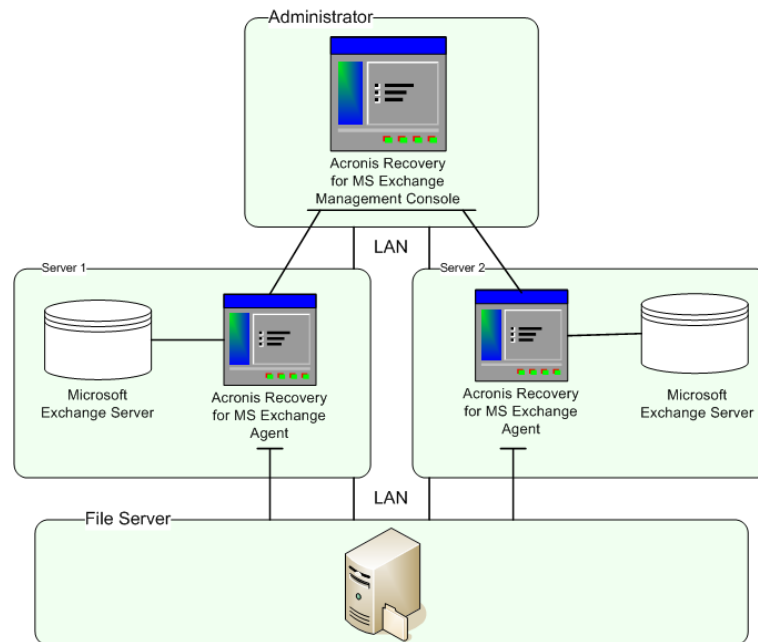 Administrator
Acronis Recovery
for MS Exchange
Management Console
LAN
Server 1
Microsoft
Exchange Server
Acronis Recovery
for MS Exchange
Agent
Server 2
Acronis Recovery
for MS Exchange
Agent
Microsoft
Exchange Server
LAN
File Server